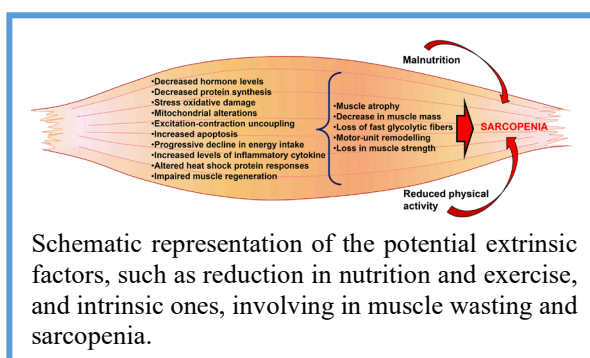 Malnutrition
•Decreased hormone levels
•Decreased protein synthesis
•Stress oxidative damage
•Mitochondrial alterations
•Excitation-contraction uncoupling
•Increased apoptosis
•Progressive decline in energy intake
•Increased levels of inflammatory cytokine
•Altered heat shock protein responses
•Impaired muscle regeneration
•Muscle atrophy
•Decrease in muscle mass
•Loss of fast glycolytic fibers
•Motor-unit remodelling
•Loss in muscle strength
SARCOPENIA
Reduced physical
activity
Schematic representation of the potential extrinsic
factors, such as reduction in nutrition and exercise,
and intrinsic ones, involving in muscle wasting and
sarcopenia.